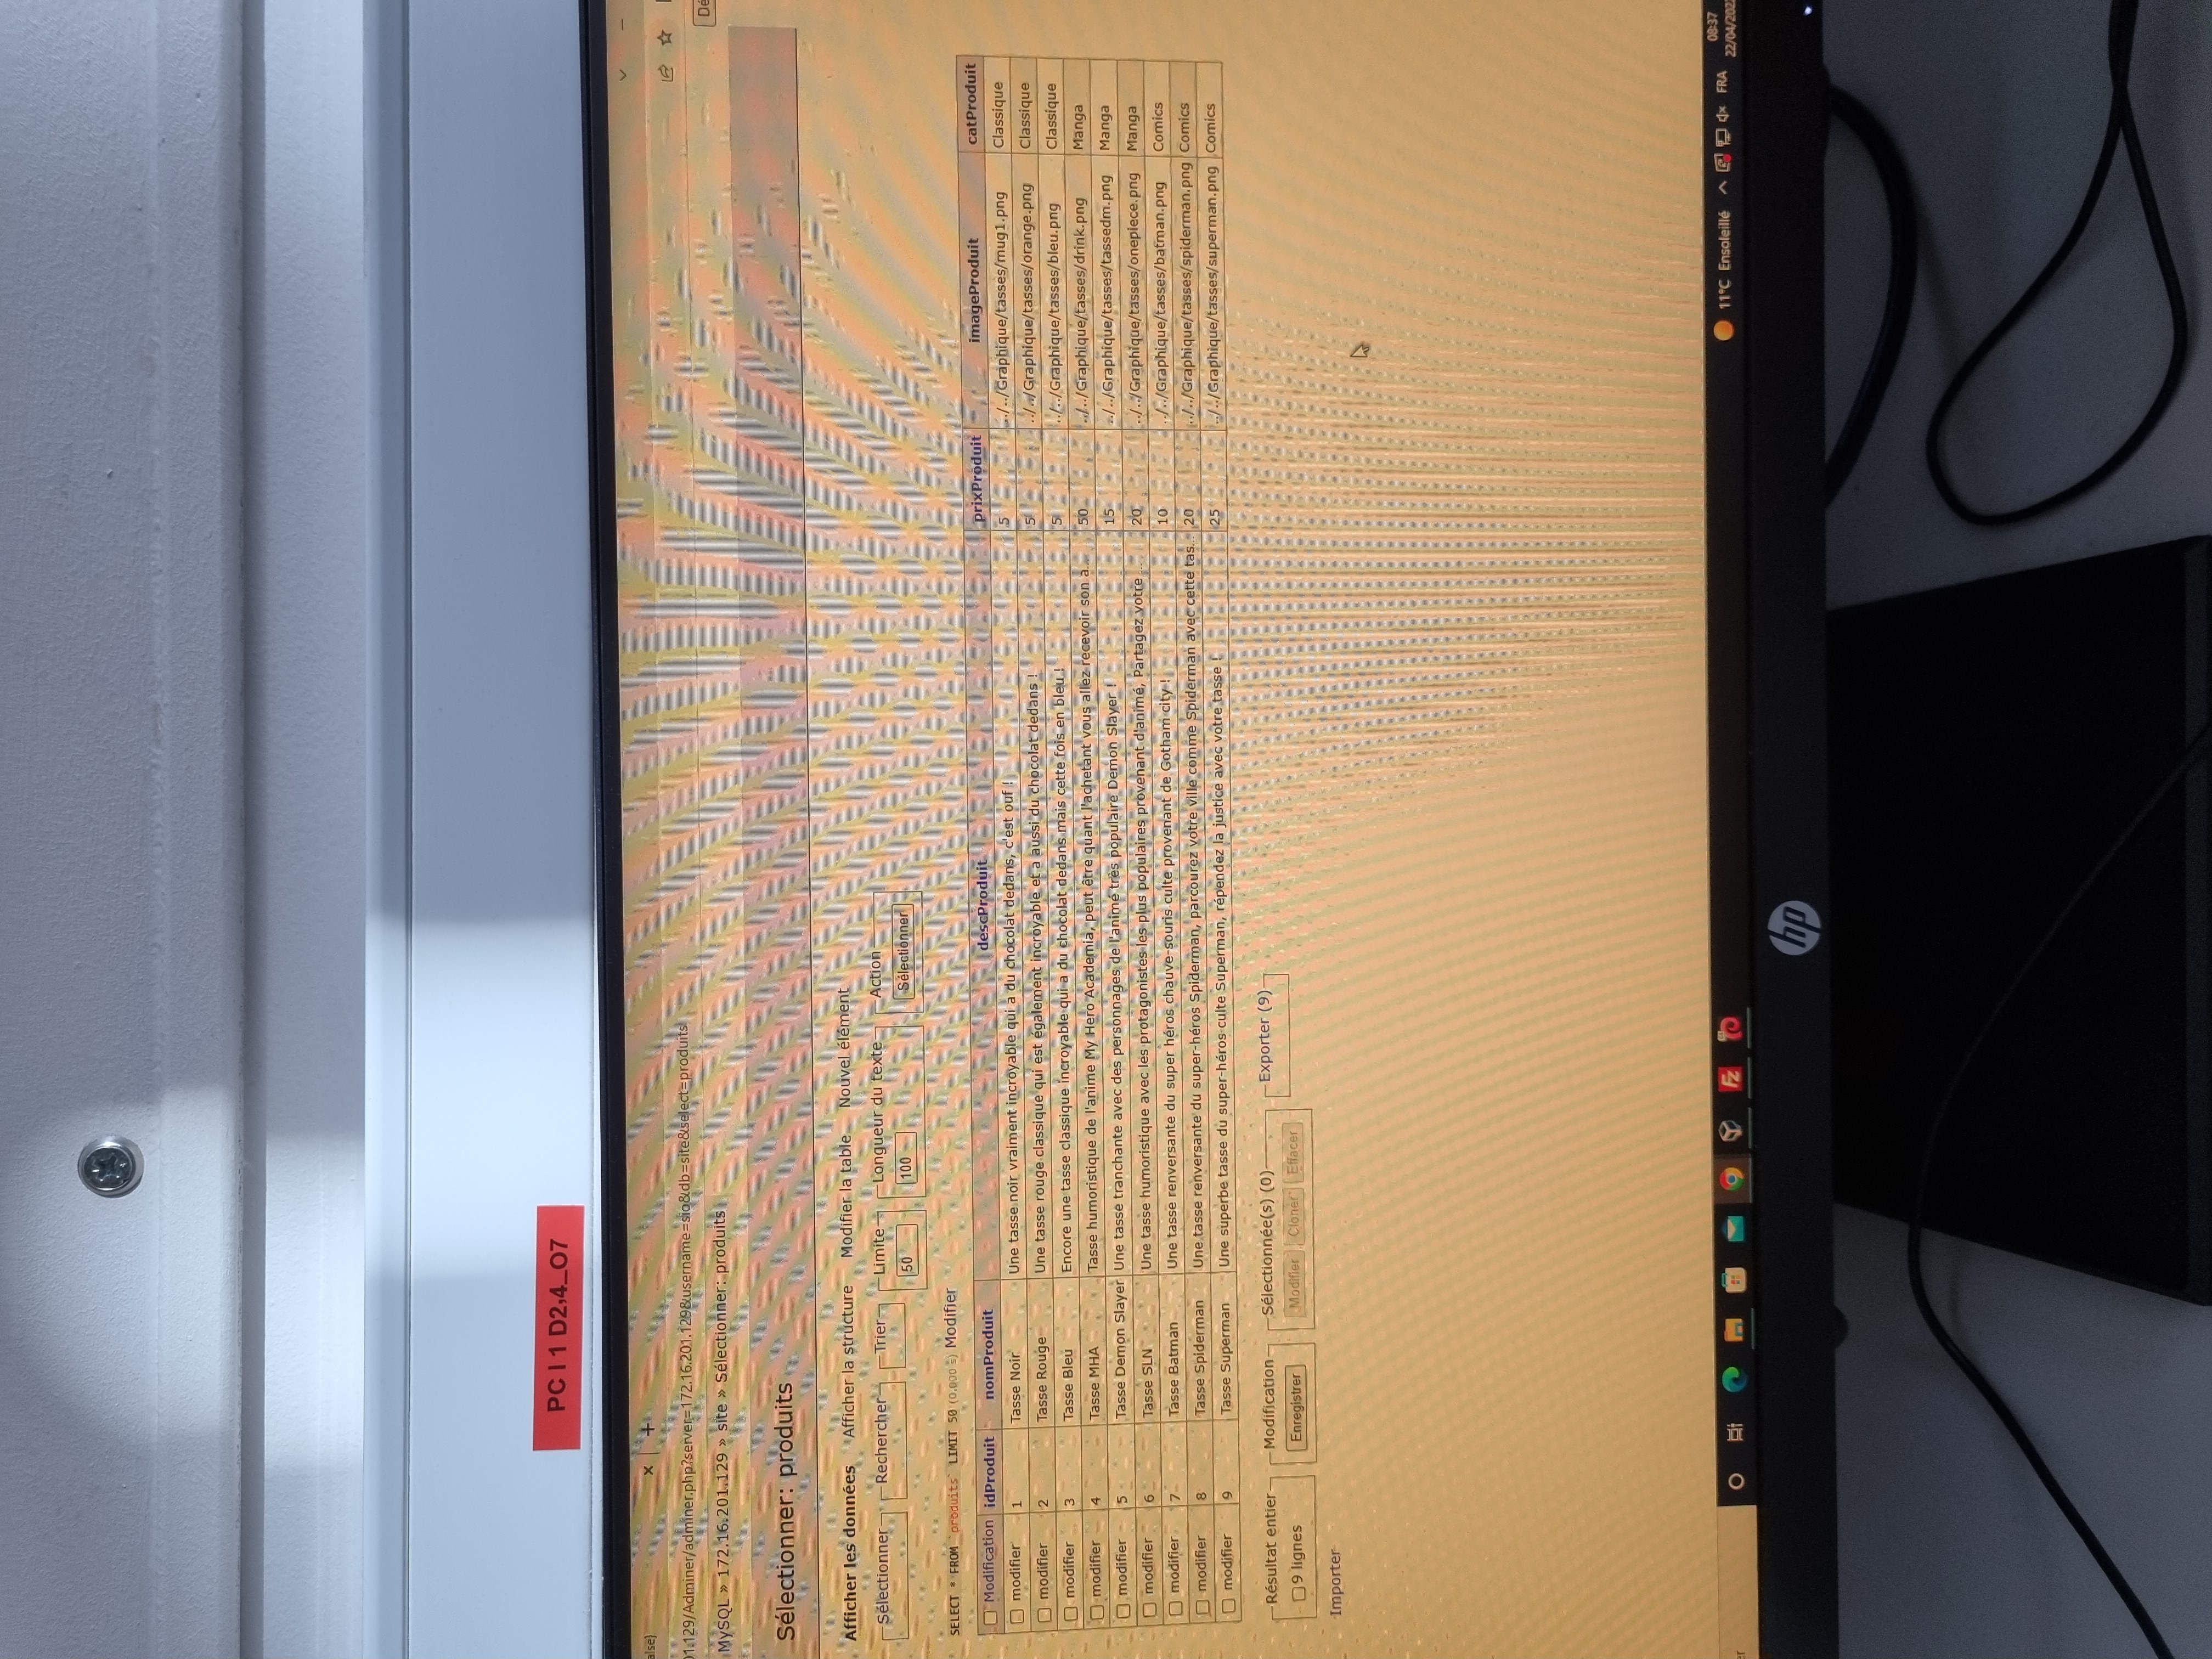 PC I 1 D2,4_O7
alse)
01.129/Adminer/adminer.php?server=172.16.201.129&username=sio&db=site&select=produits
MySQL » 172.16.201.129 » site » Sélectionner: produits
Dé
Sélectionner: produits
Afficher les données Afficher la structure Modifier la table Nouvel élément
Sélectionner Rechercher Trier Limite Longueur du texte Action
50 100 Sélectionner
SELECT * FROM `produits` LIMIT 50 (0.000 s) Modifier
Modification idProduit nomProduit descProduit prixProduit imageProduit catProduit
modifier 1 Tasse Noir Une tasse noir vraiment incroyable qui a du chocolat dedans, c'est ouf ! 5 ../../Graphique/tasses/mug1.png Classique
modifier 2 Tasse Rouge Une tasse rouge classique qui est également incroyable et a aussi du chocolat dedans ! 5 ../../Graphique/tasses/orange.png Classique
modifier 3 Tasse Bleu Encore une tasse classique incroyable qui a du chocolat dedans mais cette fois en bleu ! 5 ../../Graphique/tasses/bleu.png Classique
modifier 4 Tasse MHA Tasse humoristique de l'anime My Hero Academia, peut être quant l'achetant vous allez recevoir son a... 50 ../../Graphique/tasses/drink.png Manga
modifier 5 Tasse Demon Slayer Une tasse tranchante avec des personnages de l'animé très populaire Demon Slayer ! 15 ../../Graphique/tasses/tassedm.png Manga
modifier 6 Tasse SLN Une tasse humoristique avec les protagonistes les plus populaires provenant d'animé, Partagez votre ... 20 ../../Graphique/tasses/onepiece.png Manga
modifier 7 Tasse Batman Une tasse renversante du super héros chauve-souris culte provenant de Gotham city ! 10 ../../Graphique/tasses/batman.png Comics
modifier 8 Tasse Spiderman Une tasse renversante du super-héros Spiderman, parcourez votre ville comme Spiderman avec cette tas... 20 ../../Graphique/tasses/spiderman.png Comics
modifier 9 Tasse Superman Une superbe tasse du super-héros culte Superman, répendez la justice avec votre tasse ! 25 ../../Graphique/tasses/superman.png Comics
Résultat entier Modification Sélectionnée(s) (0) Exporter (9)
9 lignes Enregistrer Modifier Cloner Effacer
Importer
er
Fz
11°C Ensoleillé FRA
08:37
22/04/202
hp